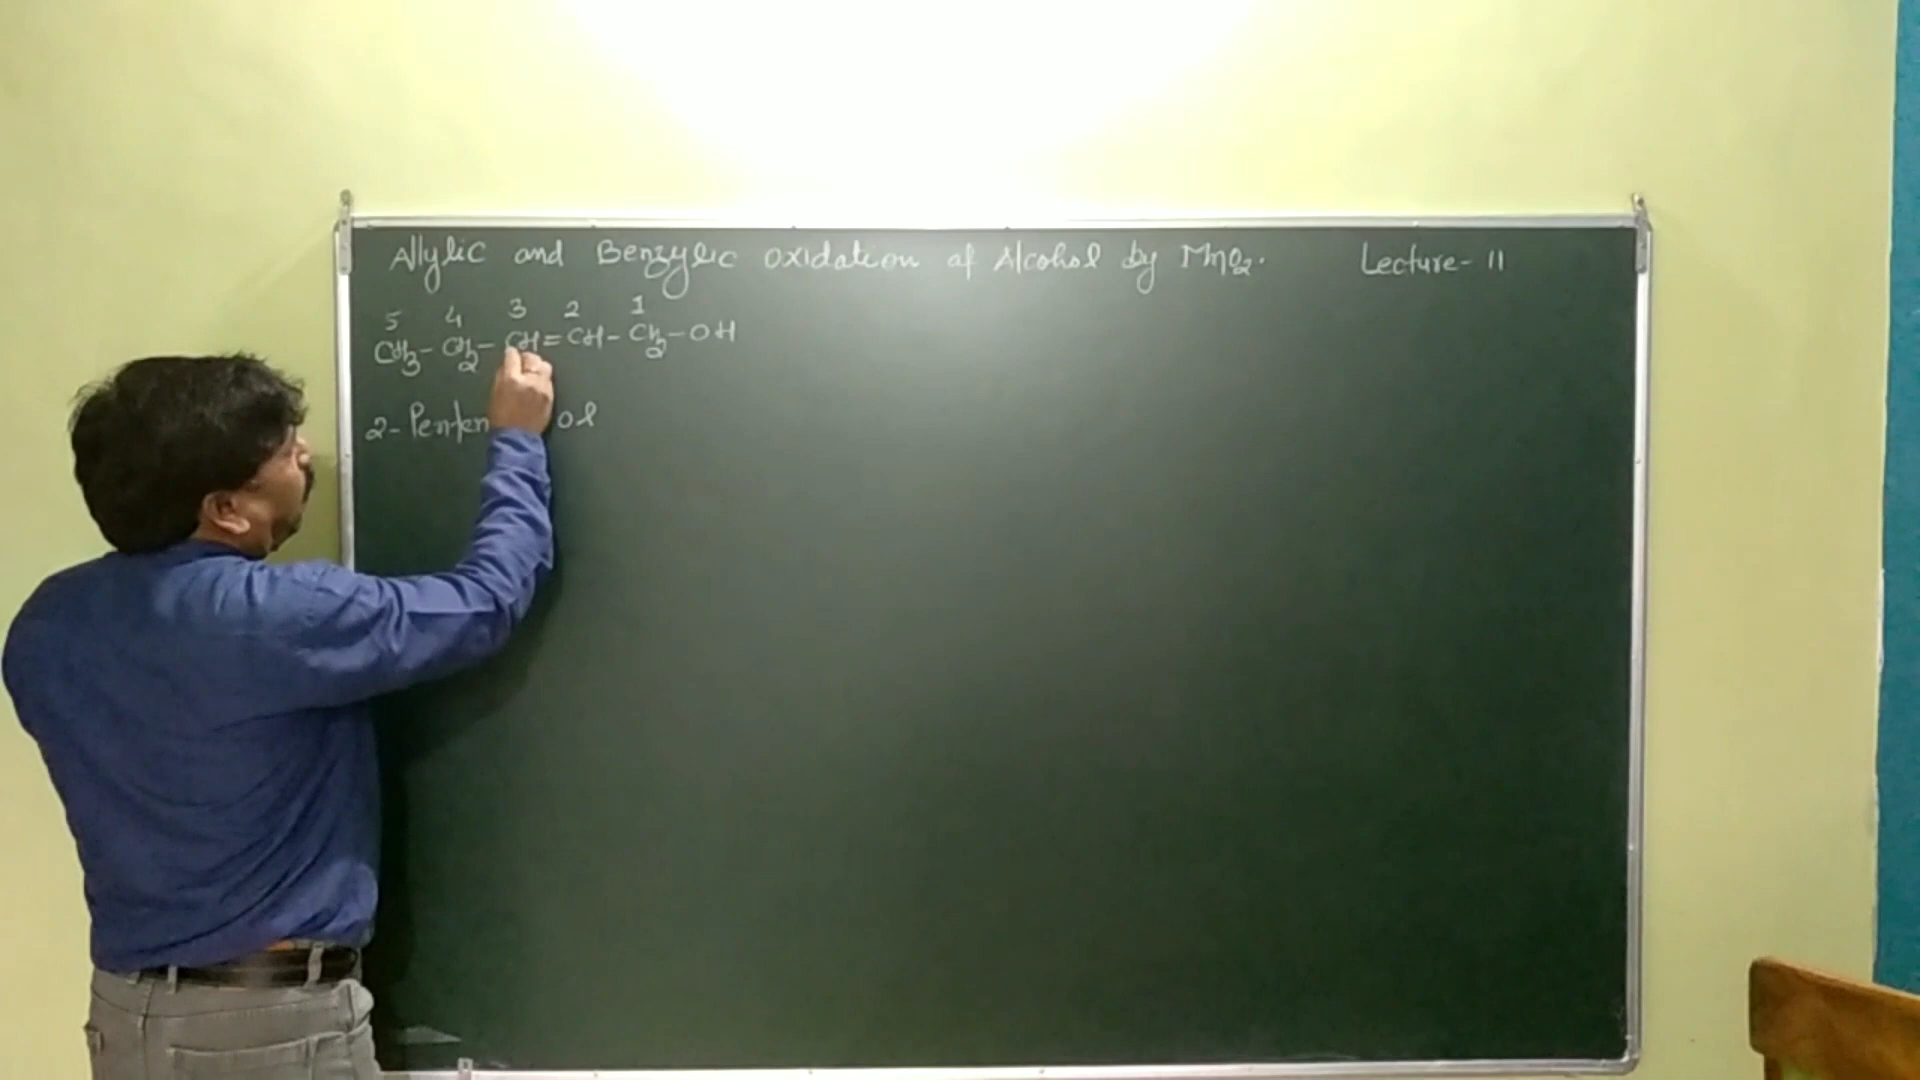 Allylic and Benzylic oxidation of Alcohol by MnO2. Lecture- 11
5 4 3 2 1
CH3-CH2-CH=CH-CH2-OH
2-Penten ol